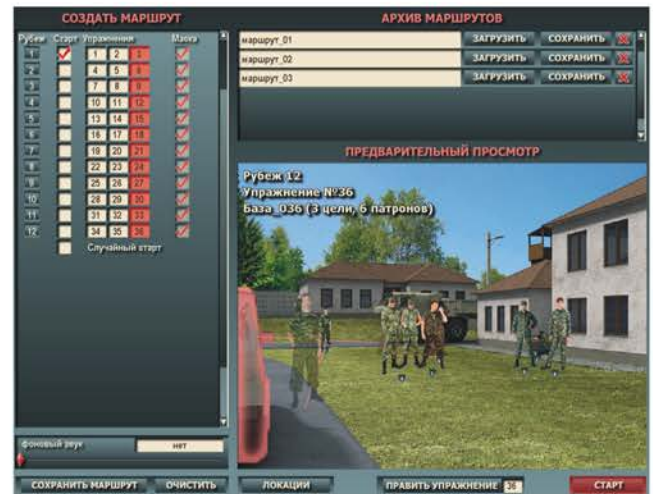 СОЗДАТЬ МАРШРУТ
Рубеж Старт Упражнения Маска
1 1 2 3
2 4 5 6
3 7 8 9
4 10 11 12
5 13 14 15
6 16 17 18
7 19 20 21
8 22 23 24
9 25 26 27
10 28 29 30
11 31 32 33
12 34 35 36
Случайный старт
фоновый звук нет
СОХРАНИТЬ МАРШРУТ ОЧИСТИТЬ
АРХИВ МАРШРУТОВ
маршрут_01 ЗАГРУЗИТЬ СОХРАНИТЬ
маршрут_02 ЗАГРУЗИТЬ СОХРАНИТЬ
маршрут_03 ЗАГРУЗИТЬ СОХРАНИТЬ
ПРЕДВАРИТЕЛЬНЫЙ ПРОСМОТР
Рубеж 12
Упражнение №36
База_036 (3 цели, 6 патронов)
ЛОКАЦИИ ПРАВИТЬ УПРАЖНЕНИЕ 36 СТАРТ